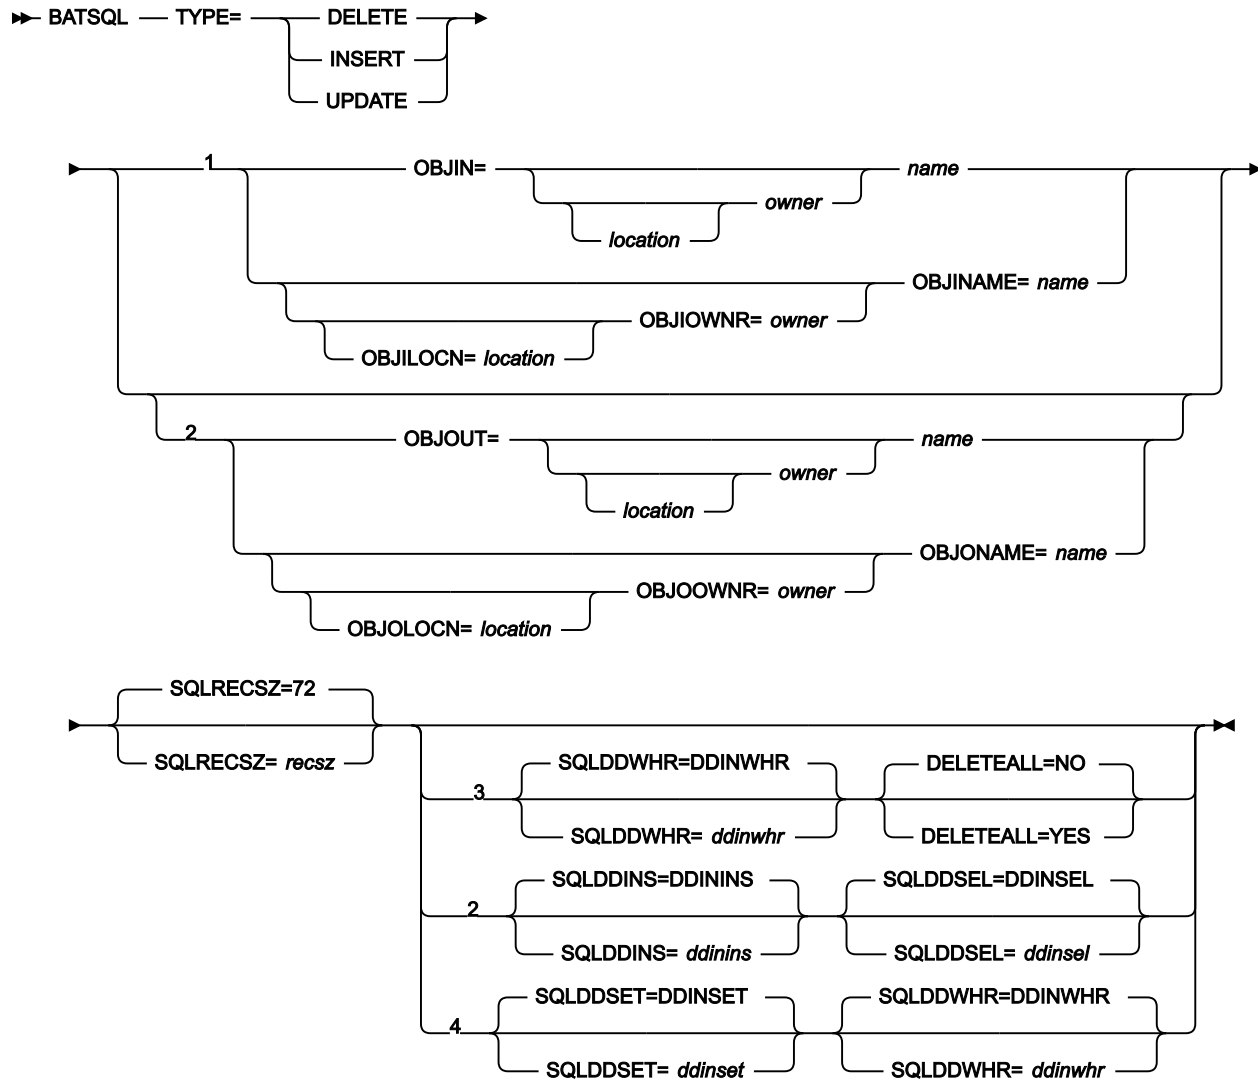 BATSQL TYPE= DELETE
INSERT
UPDATE
1 OBJIN= name
owner
location
OBJINAME= name
OBJIOWNR= owner
OBJILOCN= location
2 OBJOUT= name
owner
location
OBJONAME= name
OBJOOWNR= owner
OBJOLOCN= location
SQLRECSZ=72
SQLRECSZ= recsz
SQLDDWHR=DDINWHR DELETEALL=NO
3
SQLDDWHR= ddinwhr DELETEALL=YES
SQLDDINS=DDININS SQLDDSEL=DDINSEL
2
SQLDDINS= ddinins SQLDDSEL= ddinsel
SQLDDSET=DDINSET SQLDDWHR=DDINWHR
4
SQLDDSET= ddinset SQLDDWHR= ddinwhr